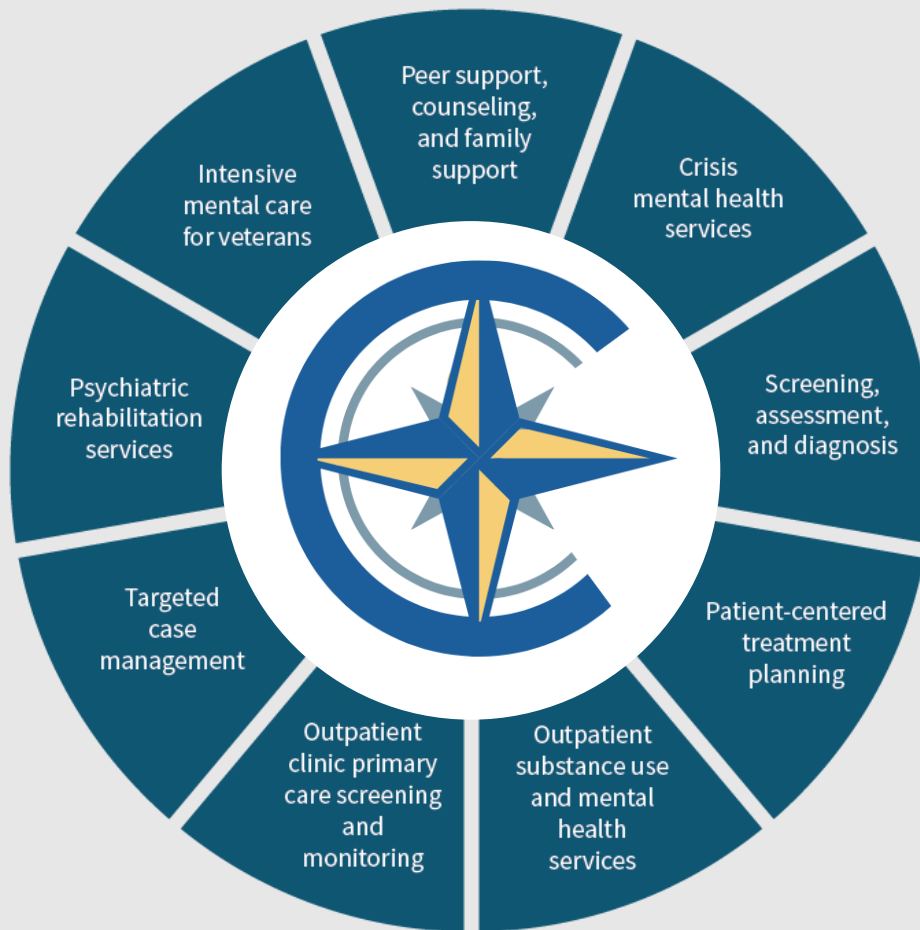 Peer support,
counseling,
and family
support
Crisis
mental health
services
Screening,
assessment,
and diagnosis
Patient-centered
treatment
planning
Outpatient
substance use
and mental
health
services
Outpatient
clinic primary
care screening
and
monitoring
Targeted
case
management
Psychiatric
rehabilitation
services
Intensive
mental care
for veterans